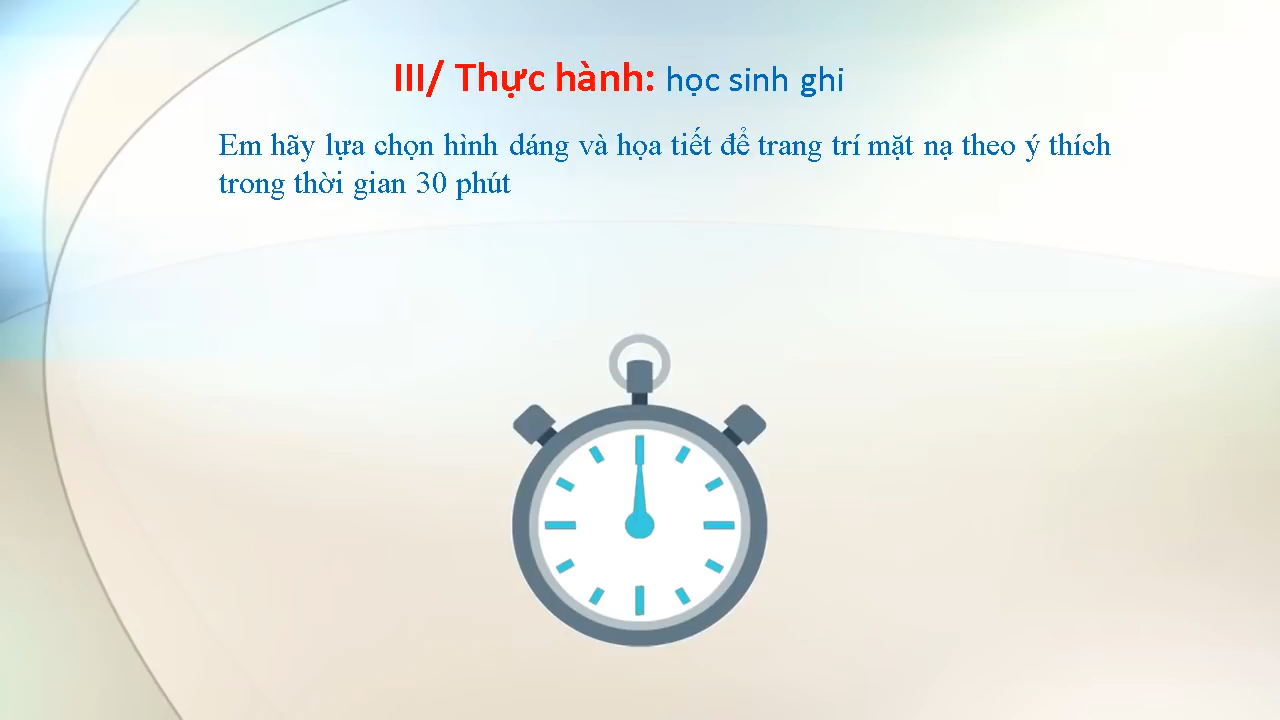 III/ Thực hành: học sinh ghi
Em hãy lựa chọn hình dáng và họa tiết để trang trí mặt nạ theo ý thích
trong thời gian 30 phút